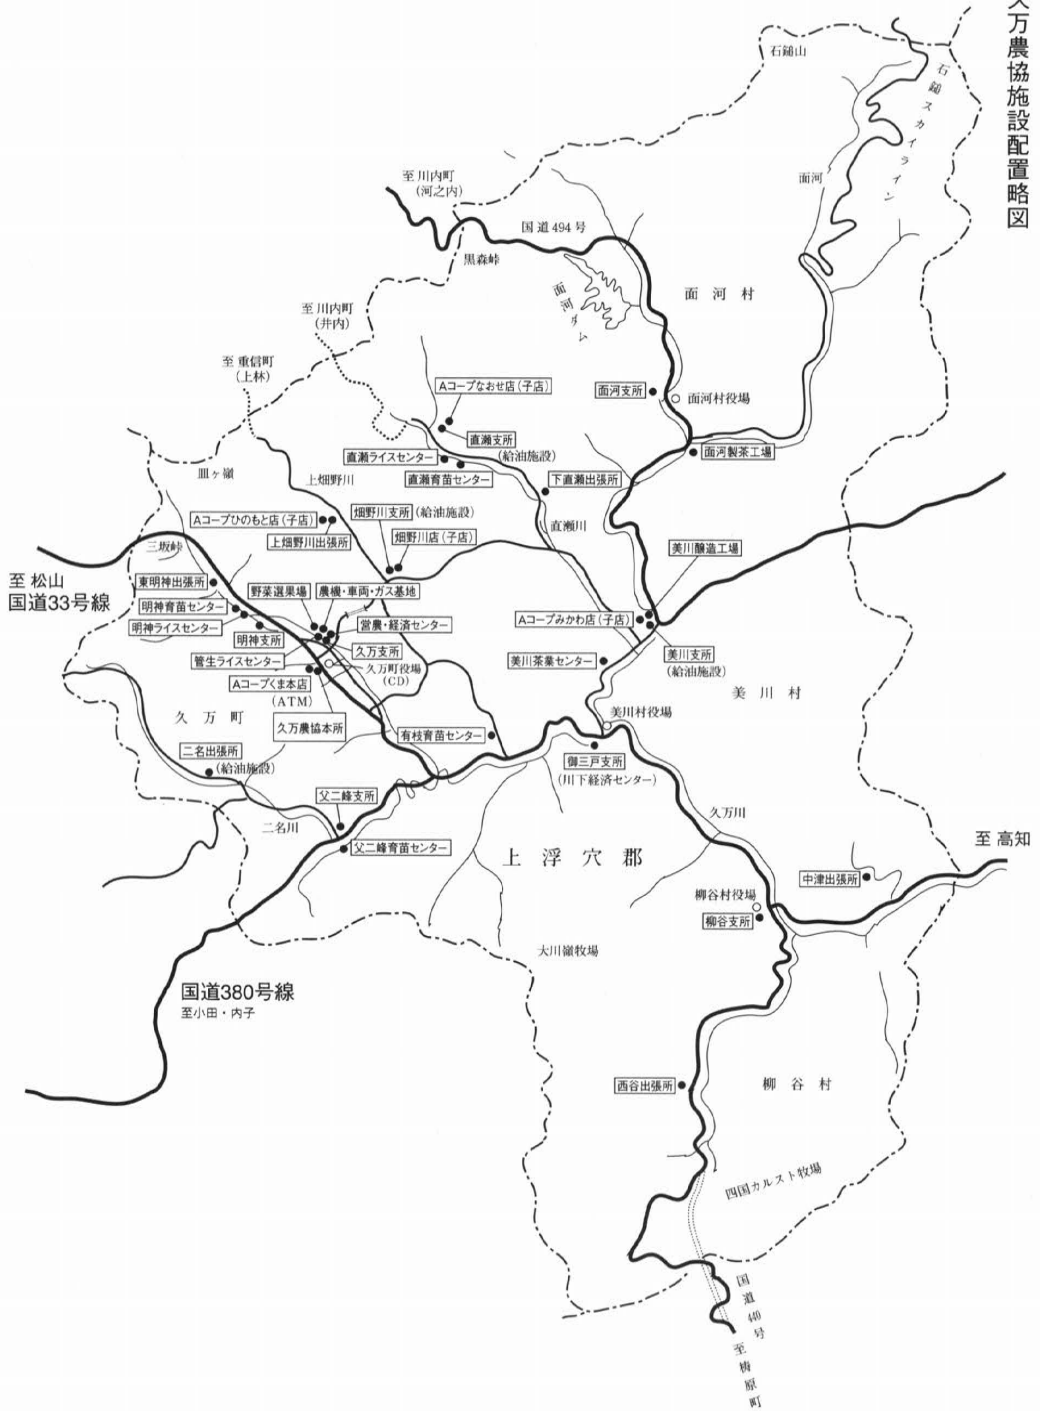 久万農協施設配置略図
石鎚山
石鎚スカイライン
面河
至 川内町
(河之内)
国道494号
黒森峠
面河ダム
面 河 村
至 川内町
(井内)
至 重信町
(上林)
Aコープなおせ店(子店)
面河支所
面河村役場
直瀬支所
(給油施設)
面河製茶工場
直瀬ライスセンター
直瀬育苗センター
下直瀬出張所
皿ヶ嶺
上畑野川
畑野川支所(給油施設)
Aコープひのもと店(子店)
上畑野川出張所
畑野川店(子店)
直瀬川
三坂峠
美川醸造工場
至 松山
国道33号線
東明神出張所
野菜選果場
農機・車両・ガス基地
明神育苗センター
明神ライスセンター
営農・経済センター
Aコープみかわ店(子店)
明神支所
久万支所
菅生ライスセンター
久万町役場
(CD)
美川茶業センター
美川支所
(給油施設)
Aコープくま本店
(ATM)
美 川 村
久 万 町
久万農協本所
有枝育苗センター
美川村役場
二名出張所
(給油施設)
御三戸支所
(川下経済センター)
父二峰支所
久万川
二名川
父二峰育苗センター
至 高知
上 浮 穴 郡
中津出張所
柳谷村役場
柳谷支所
大川嶺牧場
国道380号線
至小田・内子
西谷出張所
柳 谷 村
四国カルスト牧場
国道440号
至梼原町